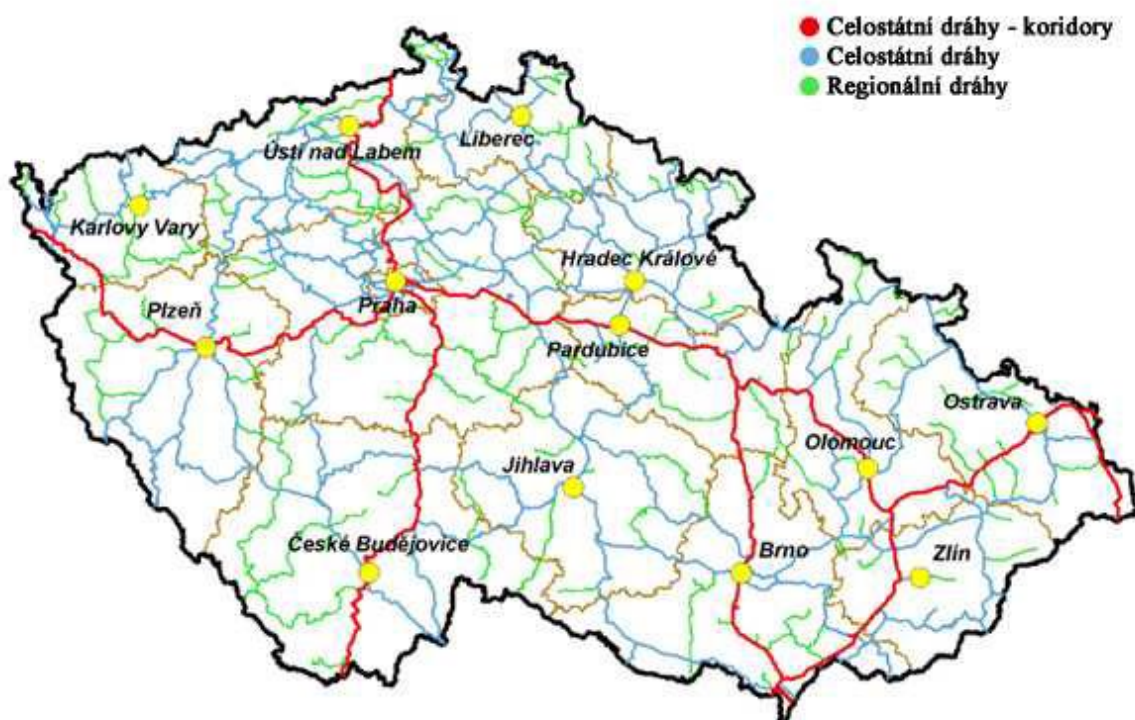 Celostátní dráhy - koridory
Celostátní dráhy
Regionální dráhy
Ústí nad Labem
Liberec
Karlovy Vary
Hradec Králové
Plzeň
Praha
Pardubice
Ostrava
Olomouc
Jihlava
České Budějovice
Brno
Zlín